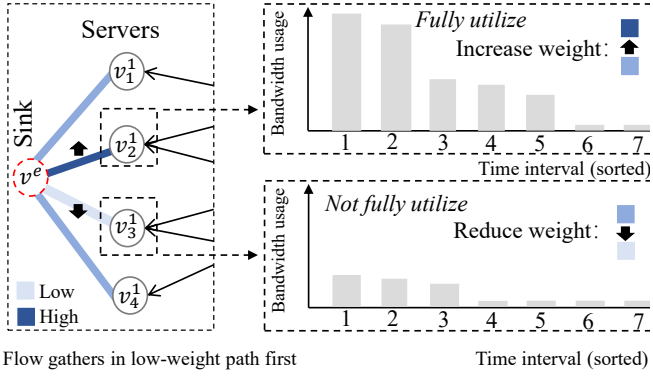 Servers
Sink
v_1^1
v_2^1
v^e
v_3^1
v_4^1
Low
High
Flow gathers in low-weight path first
Bandwidth usage
Fully utilize
Increase weight:
1 2 3 4 5 6 7
Time interval (sorted)
Bandwidth usage
Not fully utilize
Reduce weight:
1 2 3 4 5 6 7
Time interval (sorted)